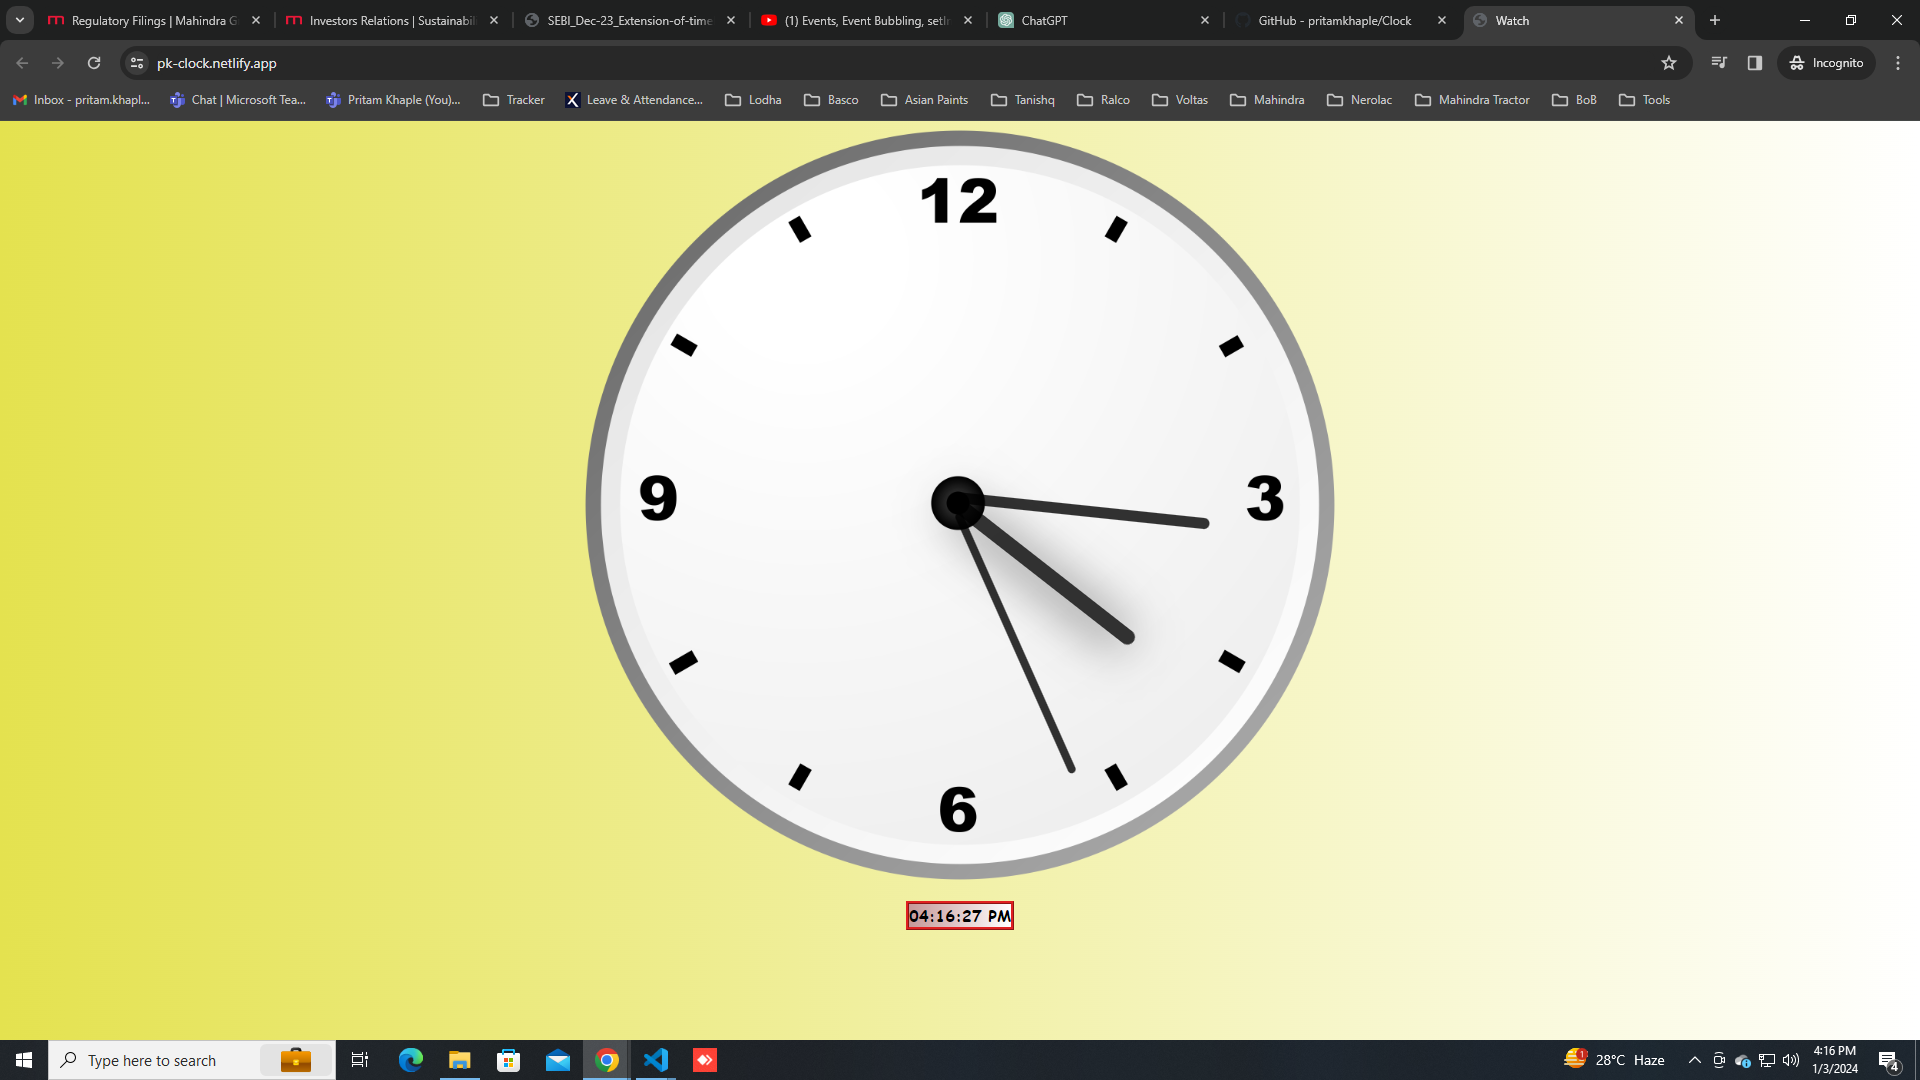 Regulatory Filings | Mahindra G
Investors Relations | Sustainabil
SEBI_Dec-23_Extension-of-time
(1) Events, Event Bubbling, setIn
ChatGPT
GitHub - pritamkhaple/Clock
Watch
pk-clock.netlify.app
Incognito
Inbox - pritam.khapl...
Chat | Microsoft Tea...
Pritam Khaple (You)...
Tracker
Leave & Attendance...
Lodha
Basco
Asian Paints
Tanishq
Ralco
Voltas
Mahindra
Nerolac
Mahindra Tractor
BoB
Tools
12
9
3
6
04:16:27 PM
Type here to search
28°C Haze
4:16 PM
1/3/2024
4